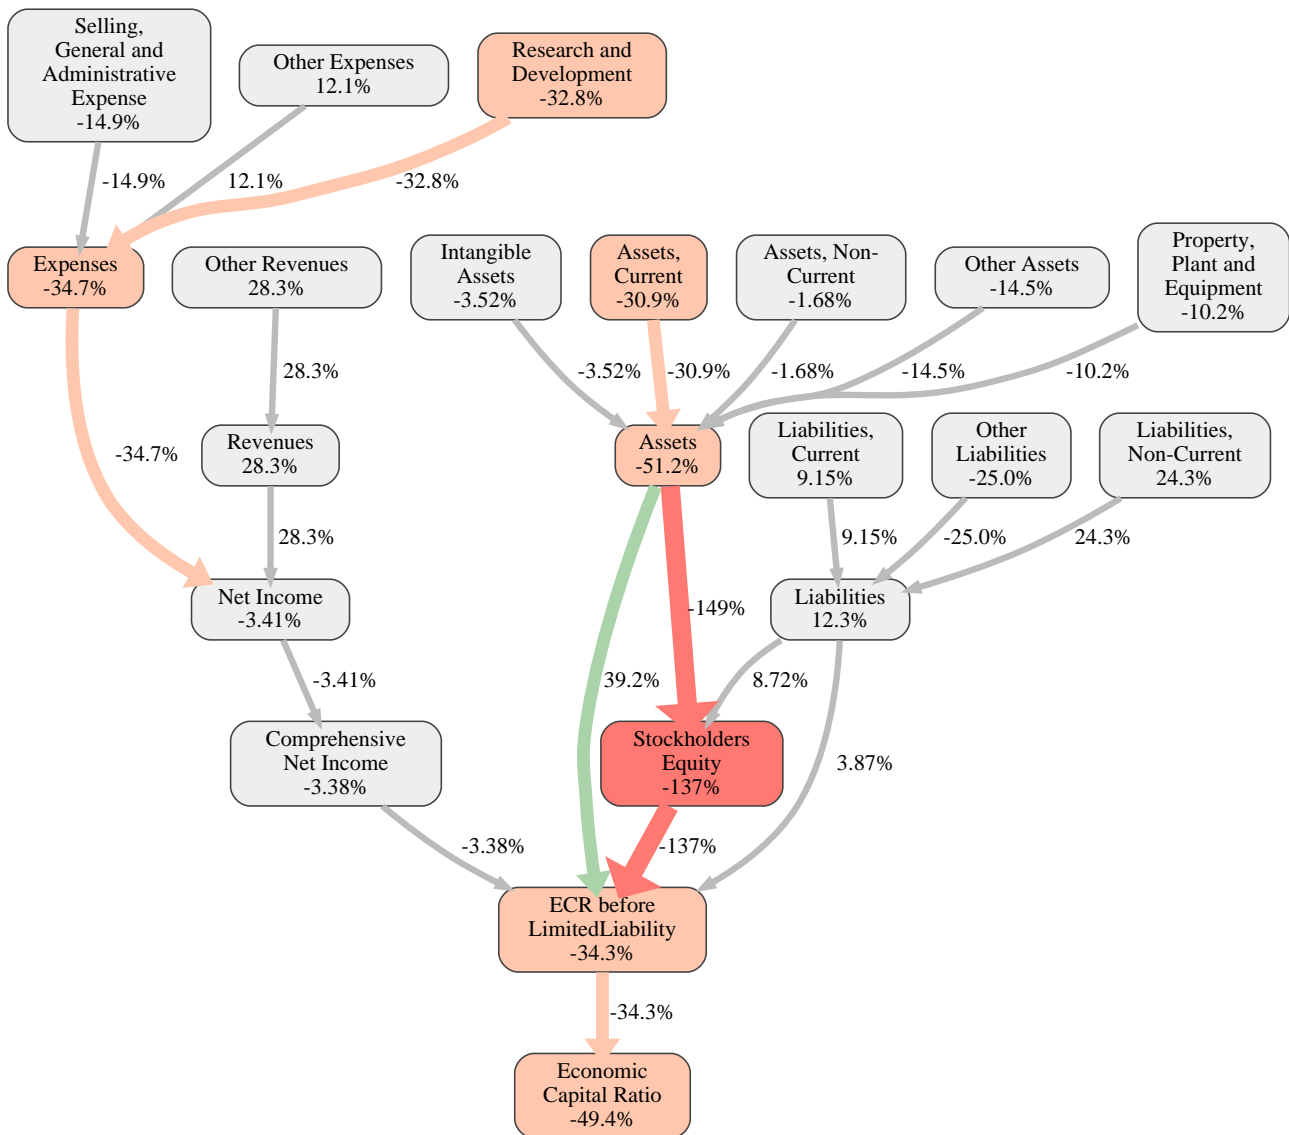 Selling,
General and
Administrative
Expense
-14.9%
Other Expenses
12.1%
Research and
Development
-32.8%
-14.9%
12.1%
-32.8%
Expenses
-34.7%
Other Revenues
28.3%
Intangible
Assets
-3.52%
Assets,
Current
-30.9%
Assets, Non-
Current
-1.68%
Other Assets
-14.5%
Property,
Plant and
Equipment
-10.2%
28.3%
-3.52%
-30.9%
-1.68%
-14.5%
-10.2%
-34.7%
Revenues
28.3%
Assets
-51.2%
Liabilities,
Current
9.15%
Other
Liabilities
-25.0%
Liabilities,
Non-Current
24.3%
28.3%
9.15%
-25.0%
24.3%
Net Income
-3.41%
-149%
Liabilities
12.3%
-3.41%
39.2%
8.72%
Comprehensive
Net Income
-3.38%
Stockholders
Equity
-137%
3.87%
-3.38%
-137%
ECR before
LimitedLiability
-34.3%
-34.3%
Economic
Capital Ratio
-49.4%